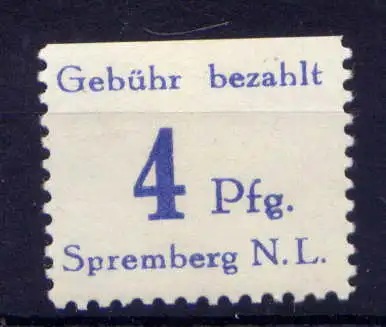 Gebühr bezahlt
4 Pfg.
Spremberg N.L.